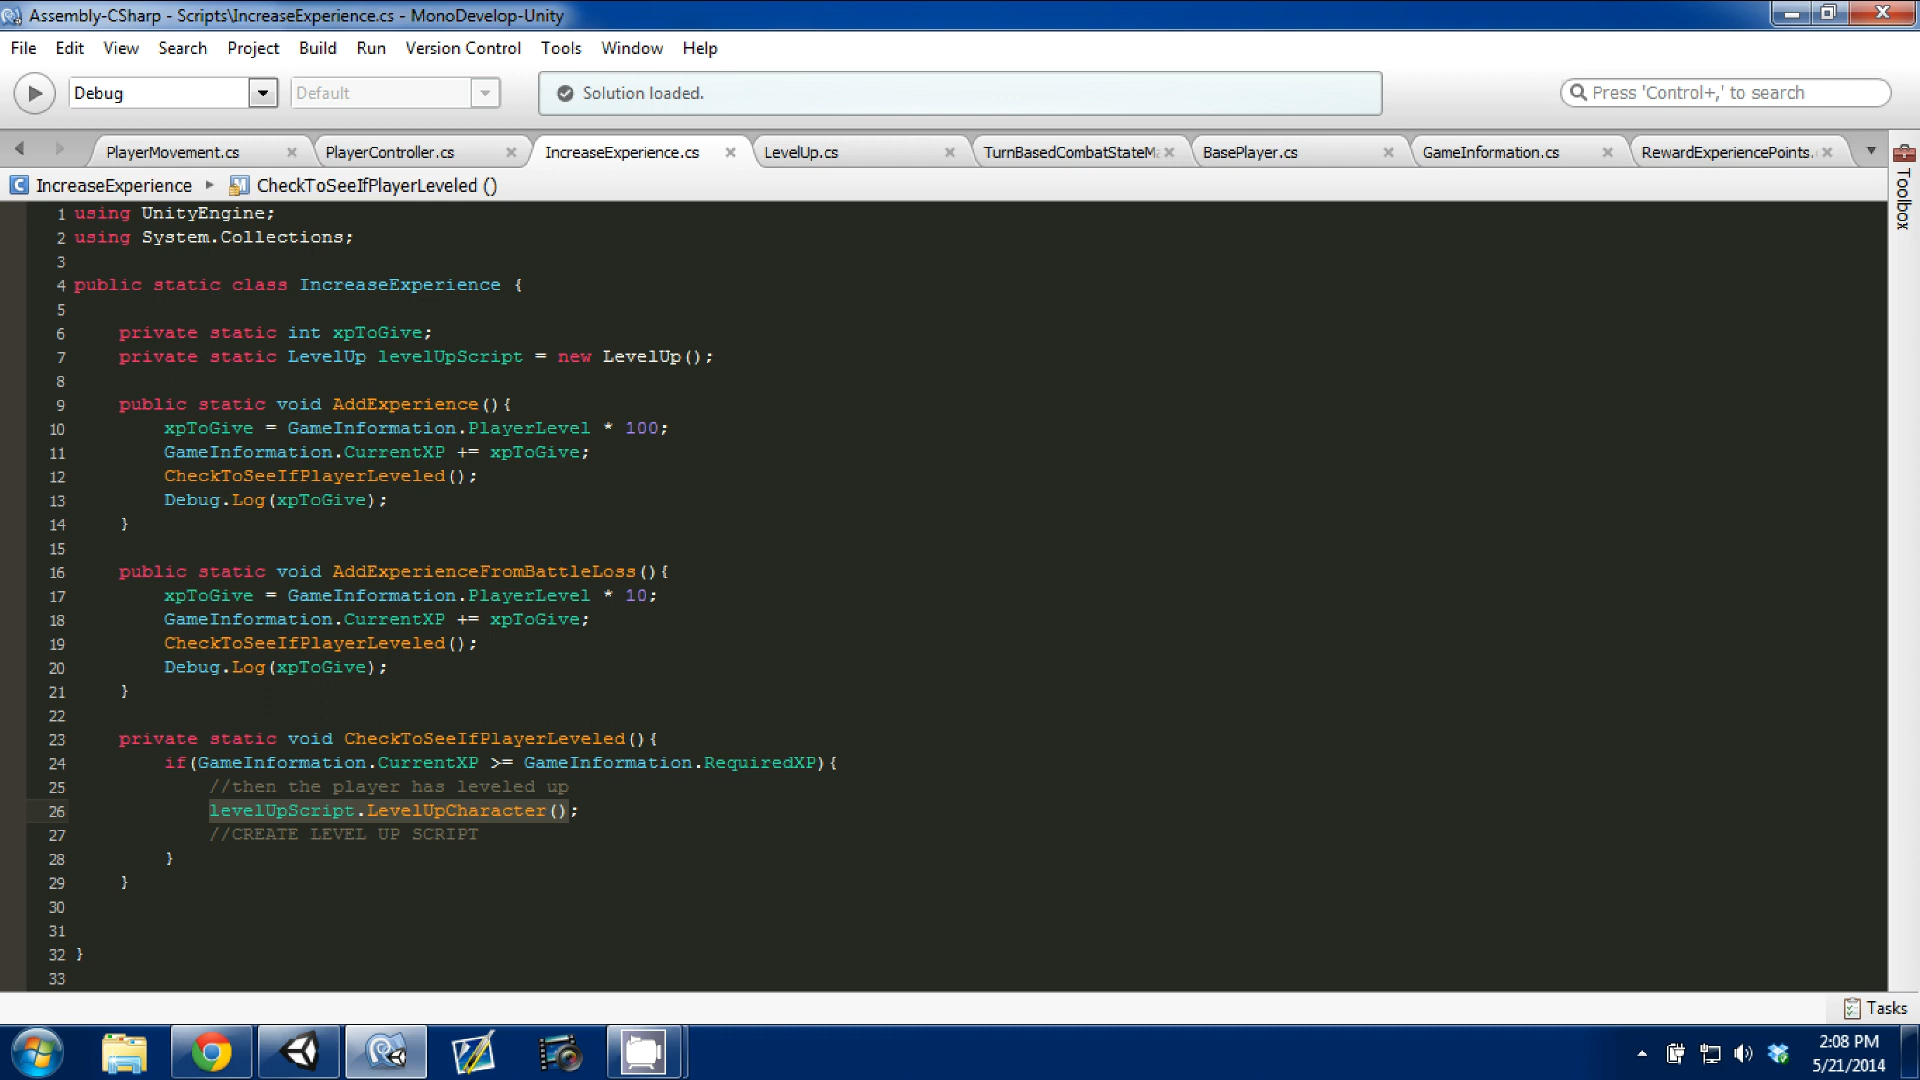 Assembly-CSharp - Scripts\IncreaseExperience.cs - MonoDevelop-Unity
File Edit View Search Project Build Run Version Control Tools Window Help
Debug Default Solution loaded. Press 'Control+,' to search
PlayerMovement.cs PlayerController.cs IncreaseExperience.cs LevelUp.cs TurnBasedCombatStateMa BasePlayer.cs GameInformation.cs RewardExperiencePoints.
IncreaseExperience CheckToSeeIfPlayerLeveled ()
Toolbox
1 using UnityEngine;
2 using System.Collections;
3
4 public static class IncreaseExperience {
5
6 private static int xpToGive;
7 private static LevelUp levelUpScript = new LevelUp();
8
9 public static void AddExperience(){
10 xpToGive = GameInformation.PlayerLevel * 100;
11 GameInformation.CurrentXP += xpToGive;
12 CheckToSeeIfPlayerLeveled();
13 Debug.Log(xpToGive);
14 }
15
16 public static void AddExperienceFromBattleLoss(){
17 xpToGive = GameInformation.PlayerLevel * 10;
18 GameInformation.CurrentXP += xpToGive;
19 CheckToSeeIfPlayerLeveled();
20 Debug.Log(xpToGive);
21 }
22
23 private static void CheckToSeeIfPlayerLeveled(){
24 if(GameInformation.CurrentXP >= GameInformation.RequiredXP){
25 //then the player has leveled up
26 levelUpScript.LevelUpCharacter();
27 //CREATE LEVEL UP SCRIPT
28 }
29 }
30
31
32 }
33
Tasks
2:08 PM
5/21/2014